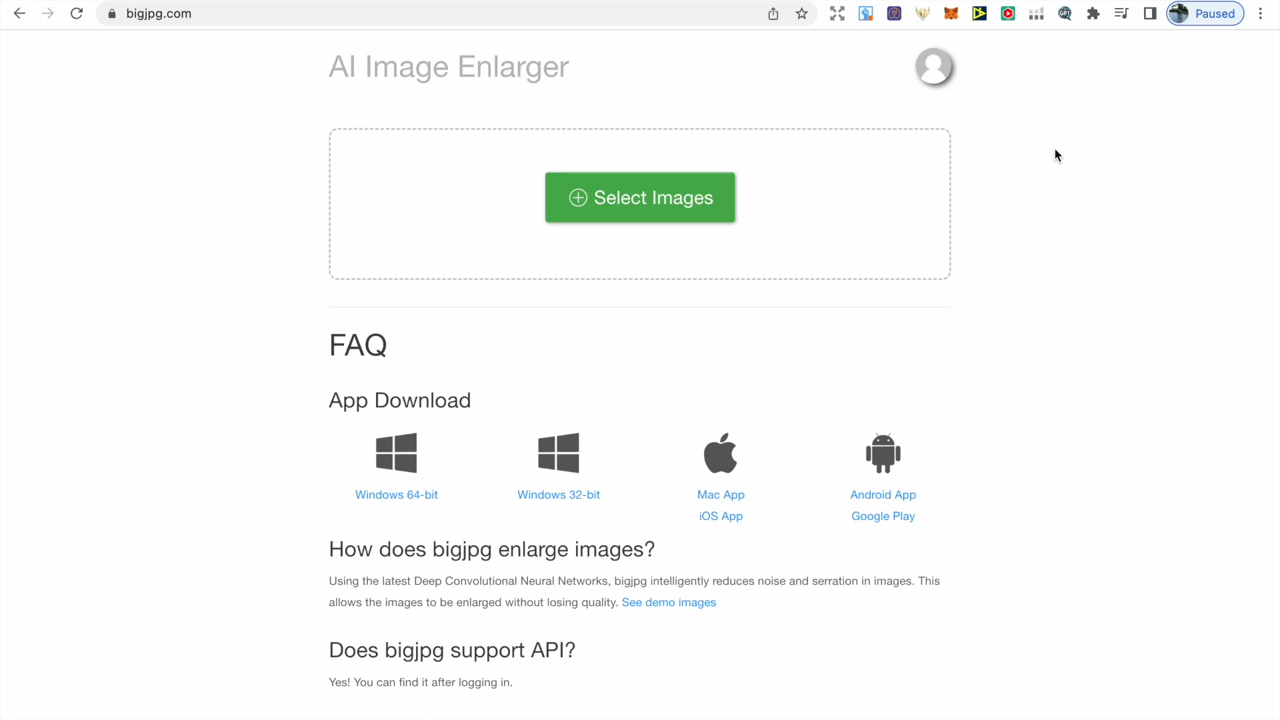 bigjpg.com
Paused
AI Image Enlarger
Select Images
FAQ
App Download
Windows 64-bit
Windows 32-bit
Mac App
iOS App
Android App
Google Play
How does bigjpg enlarge images?
Using the latest Deep Convolutional Neural Networks, bigjpg intelligently reduces noise and serration in images. This
allows the images to be enlarged without losing quality. See demo images
Does bigjpg support API?
Yes! You can find it after logging in.